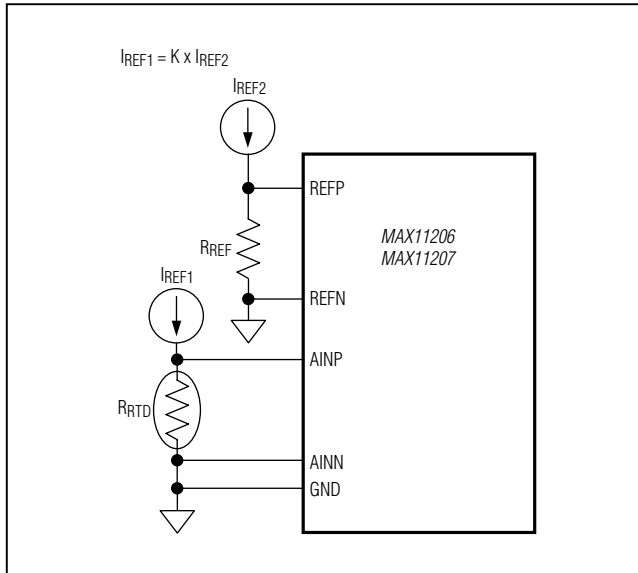 IREF1 = K x IREF2
IREF2
REFP
MAX11206
MAX11207
RREF
REFN
IREF1
AINP
RRTD
AINN
GND